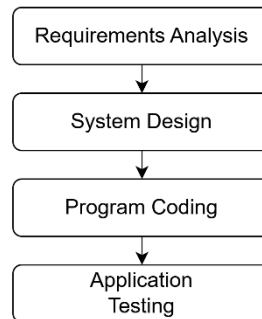 Requirements Analysis
System Design
Program Coding
Application
Testing